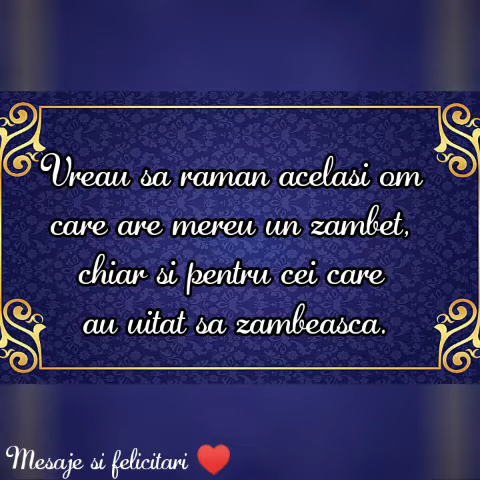 Vreau sa raman acelasi om
care are mereu un zambet,
chiar si pentru cei care
au uitat sa zambeasca.
Mesaje si felicitari ❤️